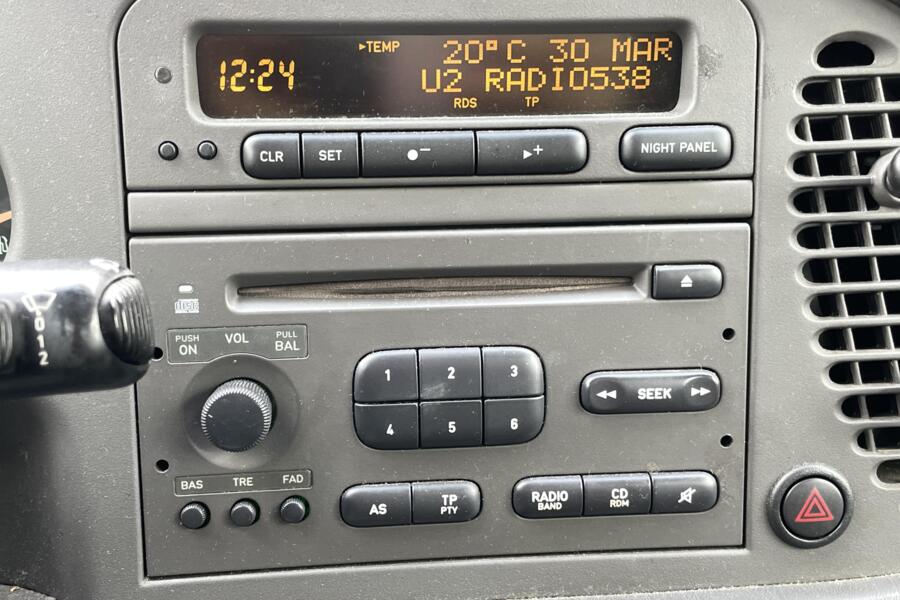 ▸TEMP 20° C 30 MAR
12:24 U2 RADIO538
RDS TP
CLR SET ●− ▸+ NIGHT PANEL
PUSH ON VOL PULL BAL
0 1 2
1 2 3
4 5 6
SEEK
BAS TRE FAD
AS TP PTY RADIO BAND CD RDM